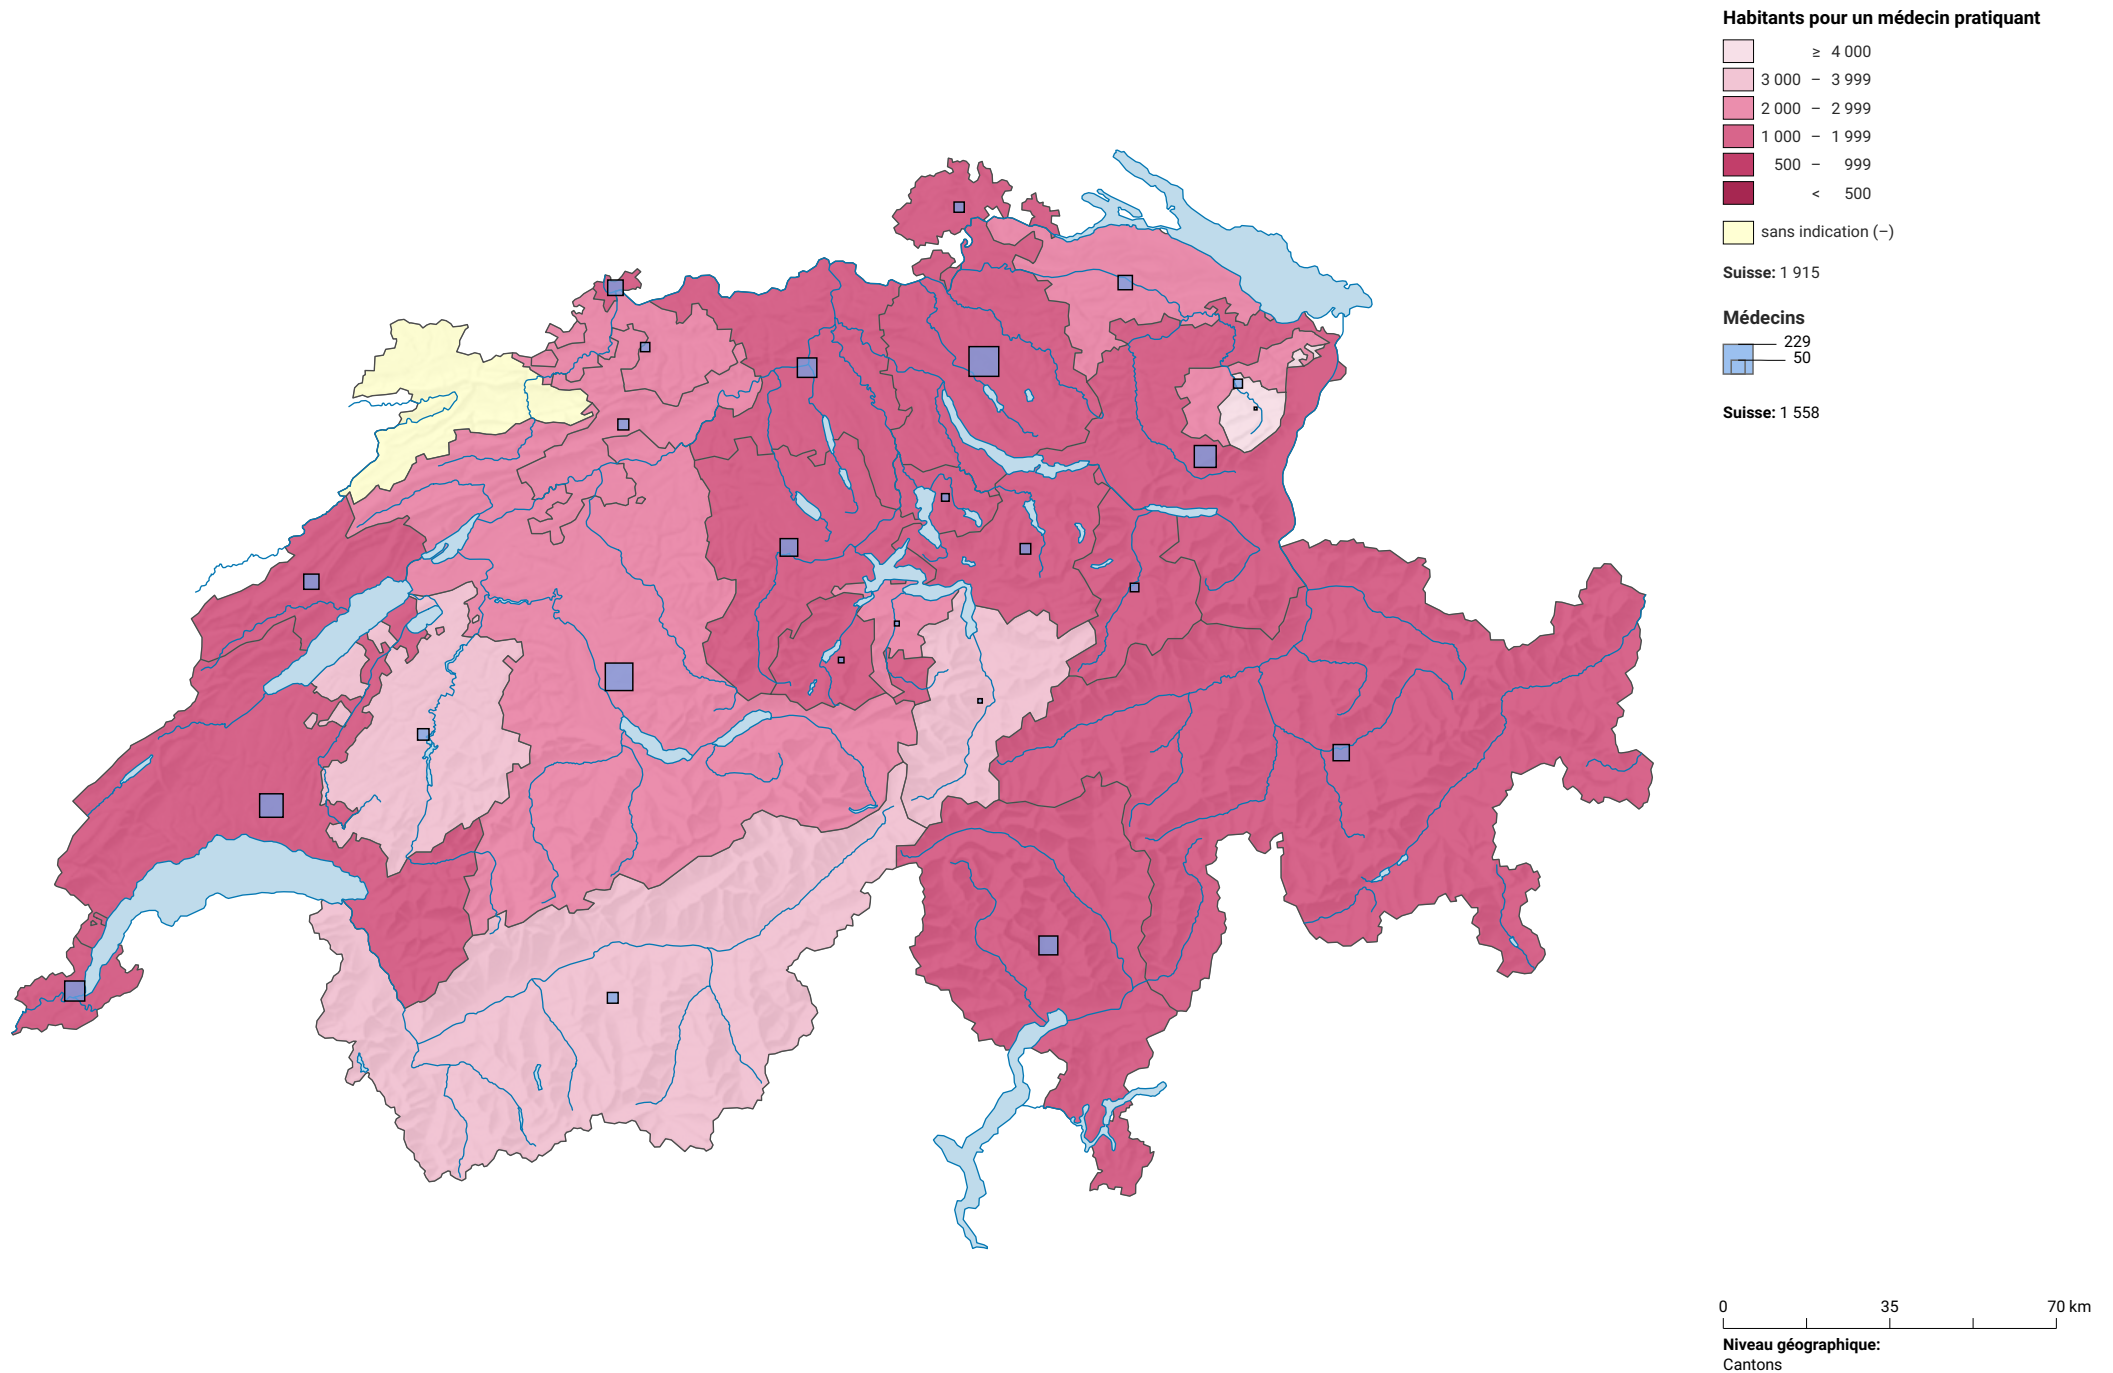 Habitants pour un médecin pratiquant
≥ 4 000
3 000 – 3 999
2 000 – 2 999
1 000 – 1 999
500 – 999
< 500
sans indication (–)
Suisse: 1 915
Médecins
229
50
Suisse: 1 558
0 35 70 km
Niveau géographique:
Cantons